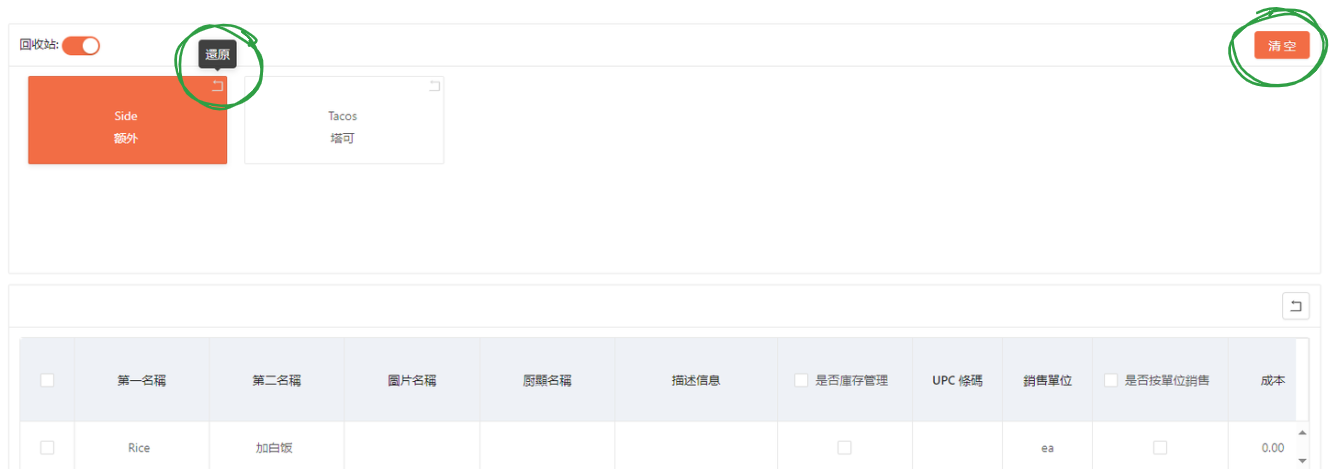 回收站:
還原
清空
Side
額外
Tacos
塔可
第一名稱
第二名稱
圖片名稱
厨顯名稱
描述信息
是否庫存管理
UPC 條碼
銷售單位
是否按單位銷售
成本
Rice
加白饭
ea
0.00